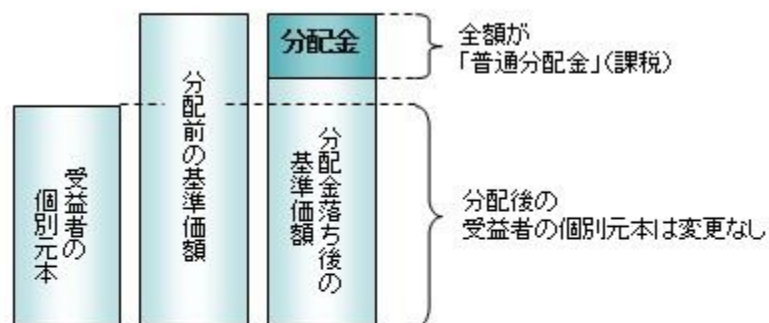 受益者の
個別元本
分配前の基準価額
分配金
分配金落ち後の
基準価額
全額が
「普通分配金」(課税)
分配後の
受益者の個別元本は変更なし